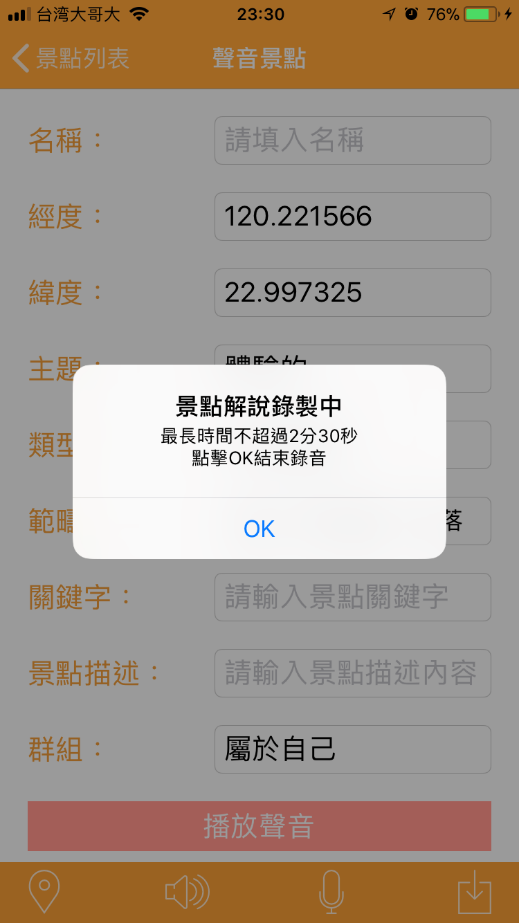 台湾大哥大 23:30 76%
景點列表 聲音景點
名稱： 請填入名稱
經度： 120.221566
緯度： 22.997325
主題：
景點解說錄製中
最長時間不超過2分30秒
點擊OK結束錄音
OK
類型
範疇 落
關鍵字： 請輸入景點關鍵字
景點描述： 請輸入景點描述內容
群組： 屬於自己
播放聲音